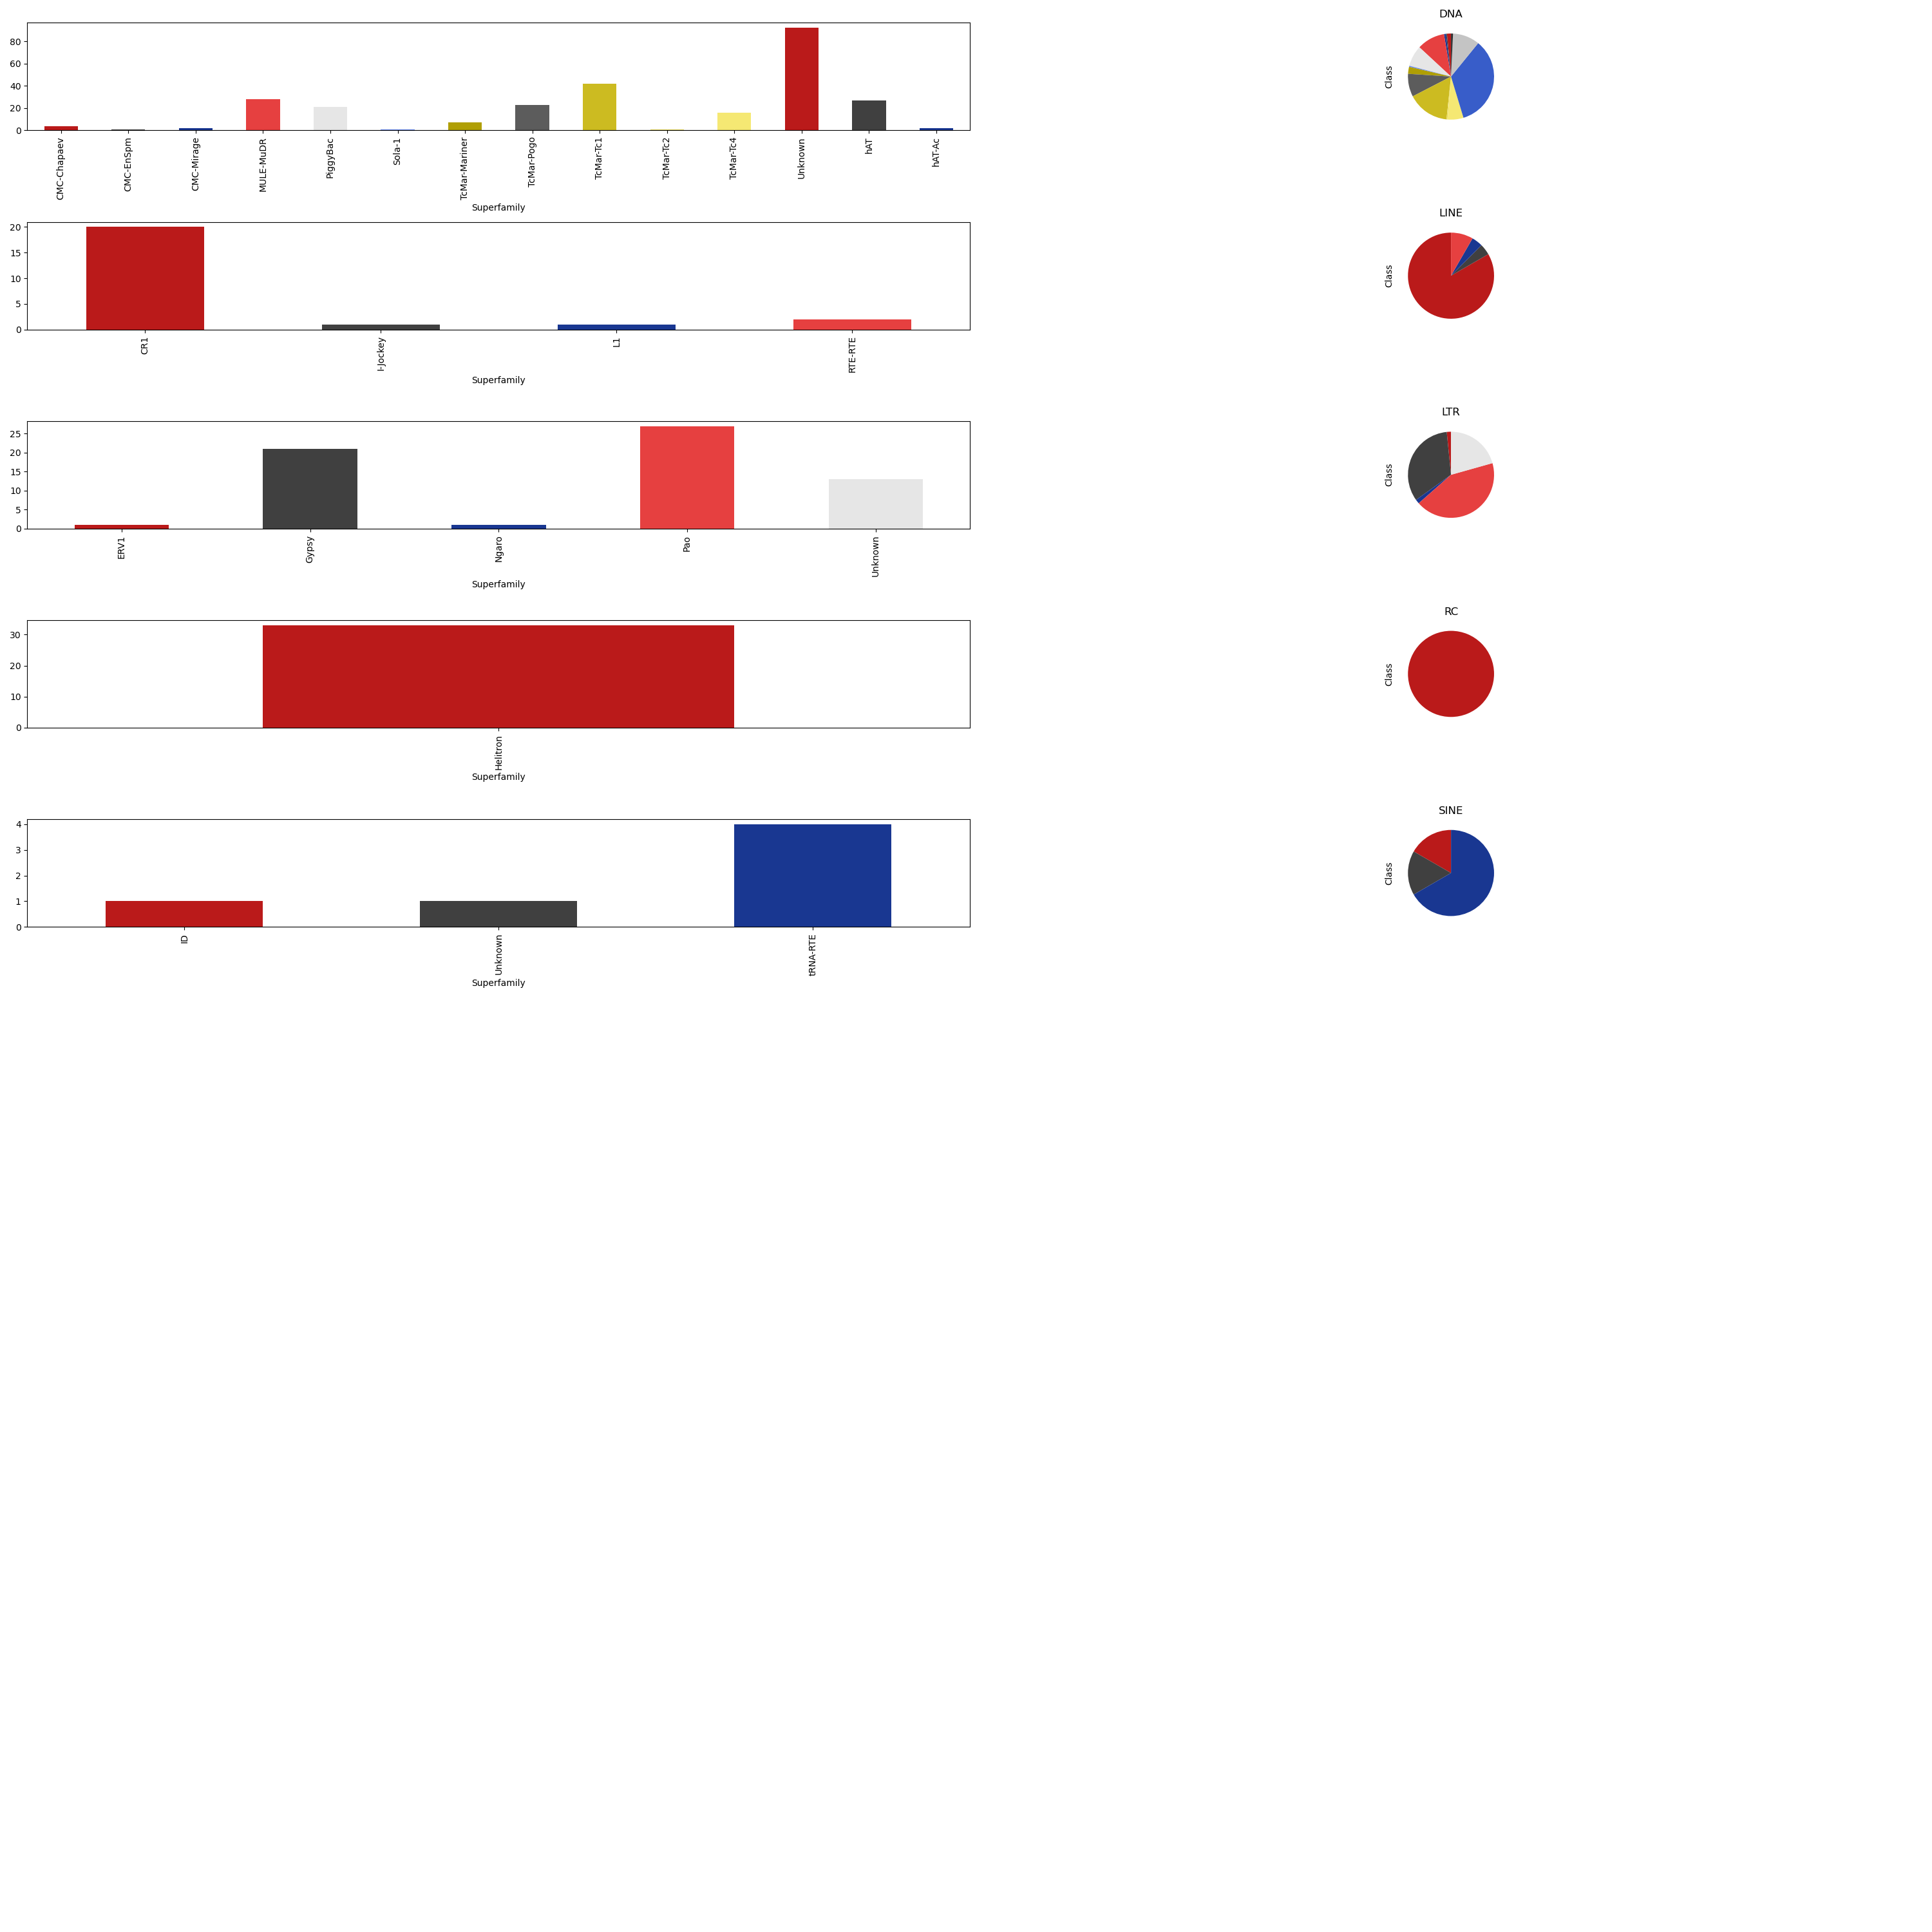 DNA
80
60
40
20
0
Class
CMC-Chapaev
CMC-EnSpm
CMC-Mirage
MULE-MuDR
PiggyBac
Sola-1
TcMar-Mariner
TcMar-Pogo
TcMar-Tc1
TcMar-Tc2
TcMar-Tc4
Unknown
hAT
hAT-Ac
Superfamily
LINE
20
15
10
5
0
Class
CR1
I-Jockey
L1
RTE-RTE
Superfamily
LTR
25
20
15
10
5
0
Class
ERV1
Gypsy
Ngaro
Pao
Unknown
Superfamily
RC
30
20
10
0
Class
Helitron
Superfamily
SINE
4
3
2
1
0
Class
ID
Unknown
tRNA-RTE
Superfamily